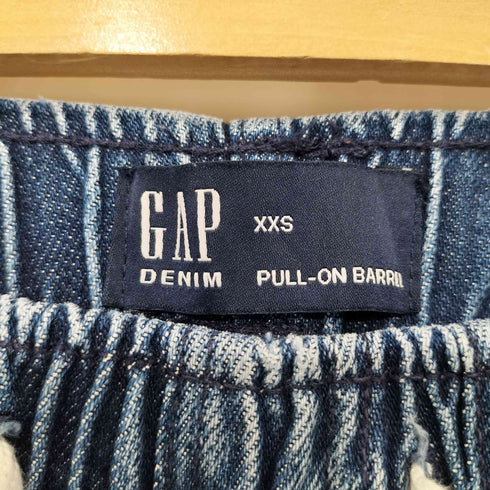 GAP
DENIM
XXS
PULL-ON BARREL